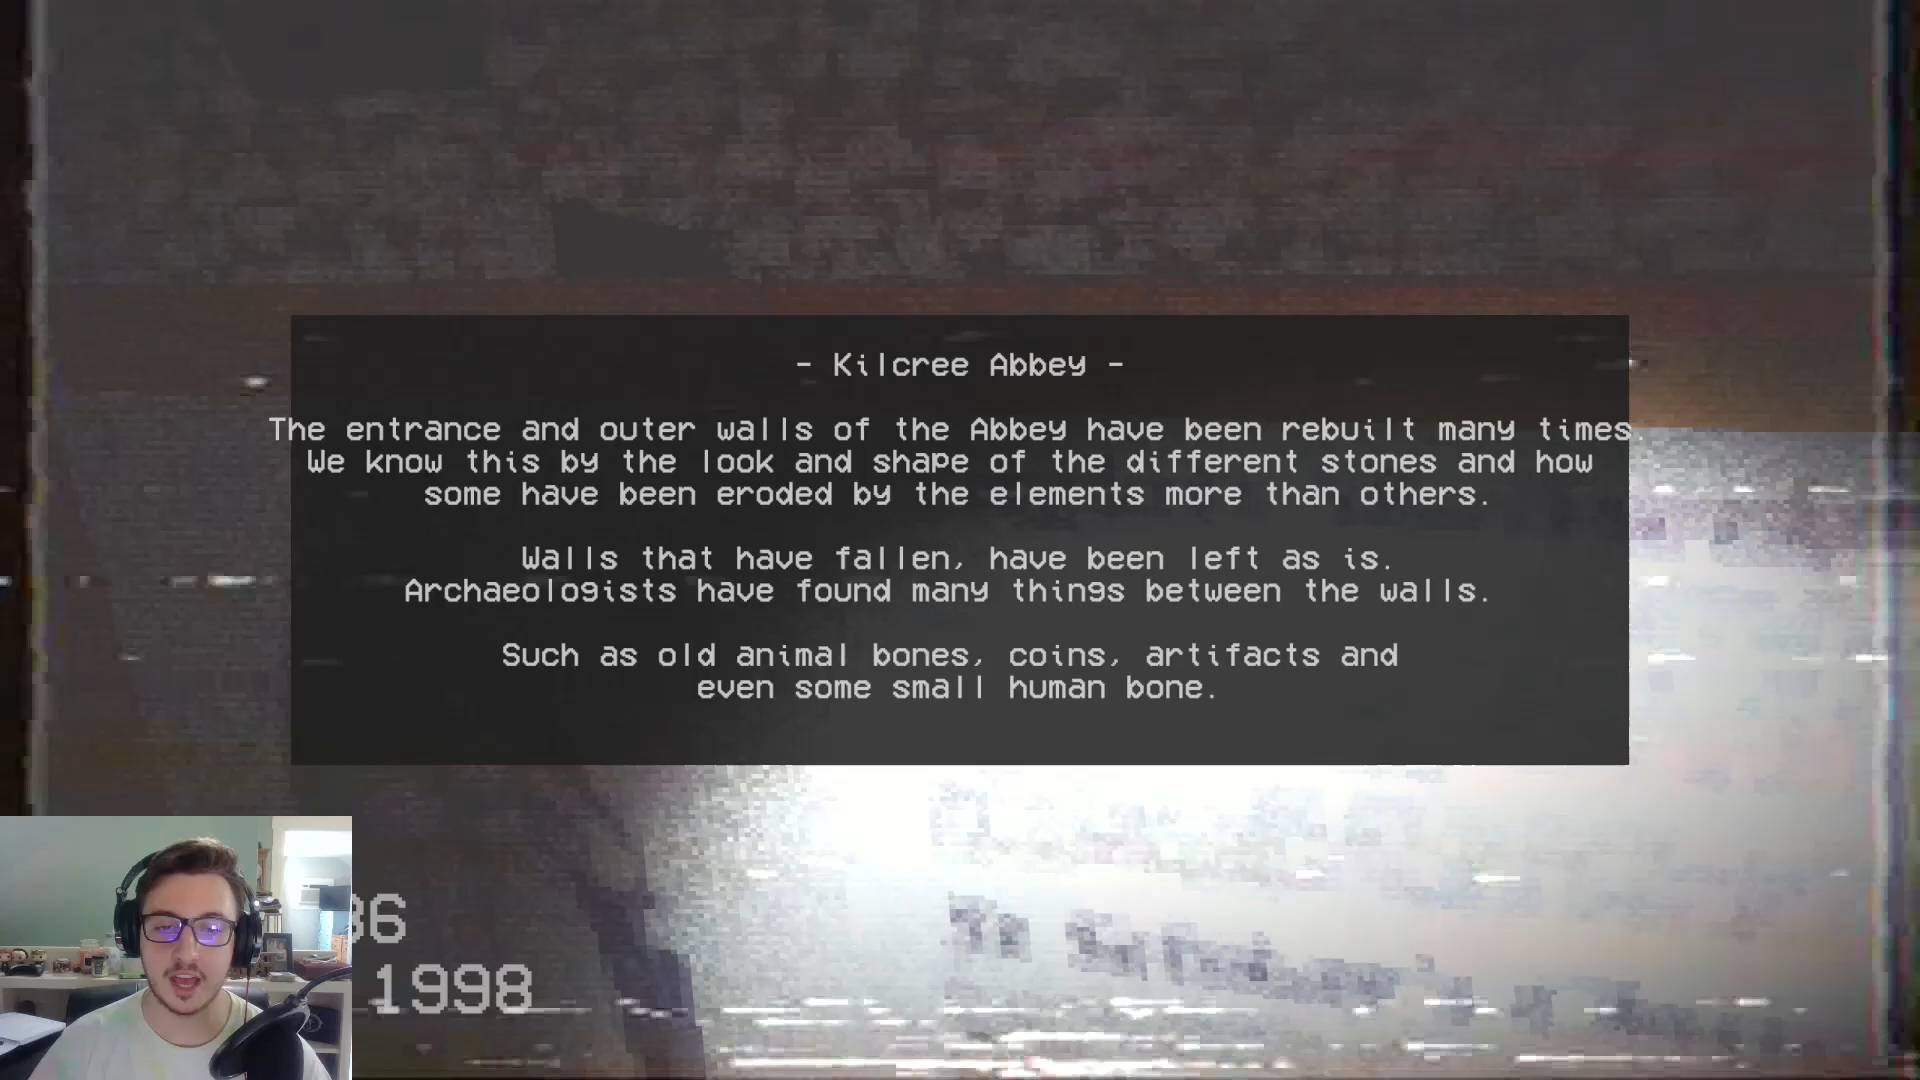 - Kilcree Abbey -
The entrance and outer walls of the Abbey have been rebuilt many times.
We know this by the look and shape of the different stones and how
some have been eroded by the elements more than others.
Walls that have fallen, have been left as is.
Archaeologists have found many things between the walls.
Such as old animal bones, coins, artifacts and
even some small human bone.
36
1998